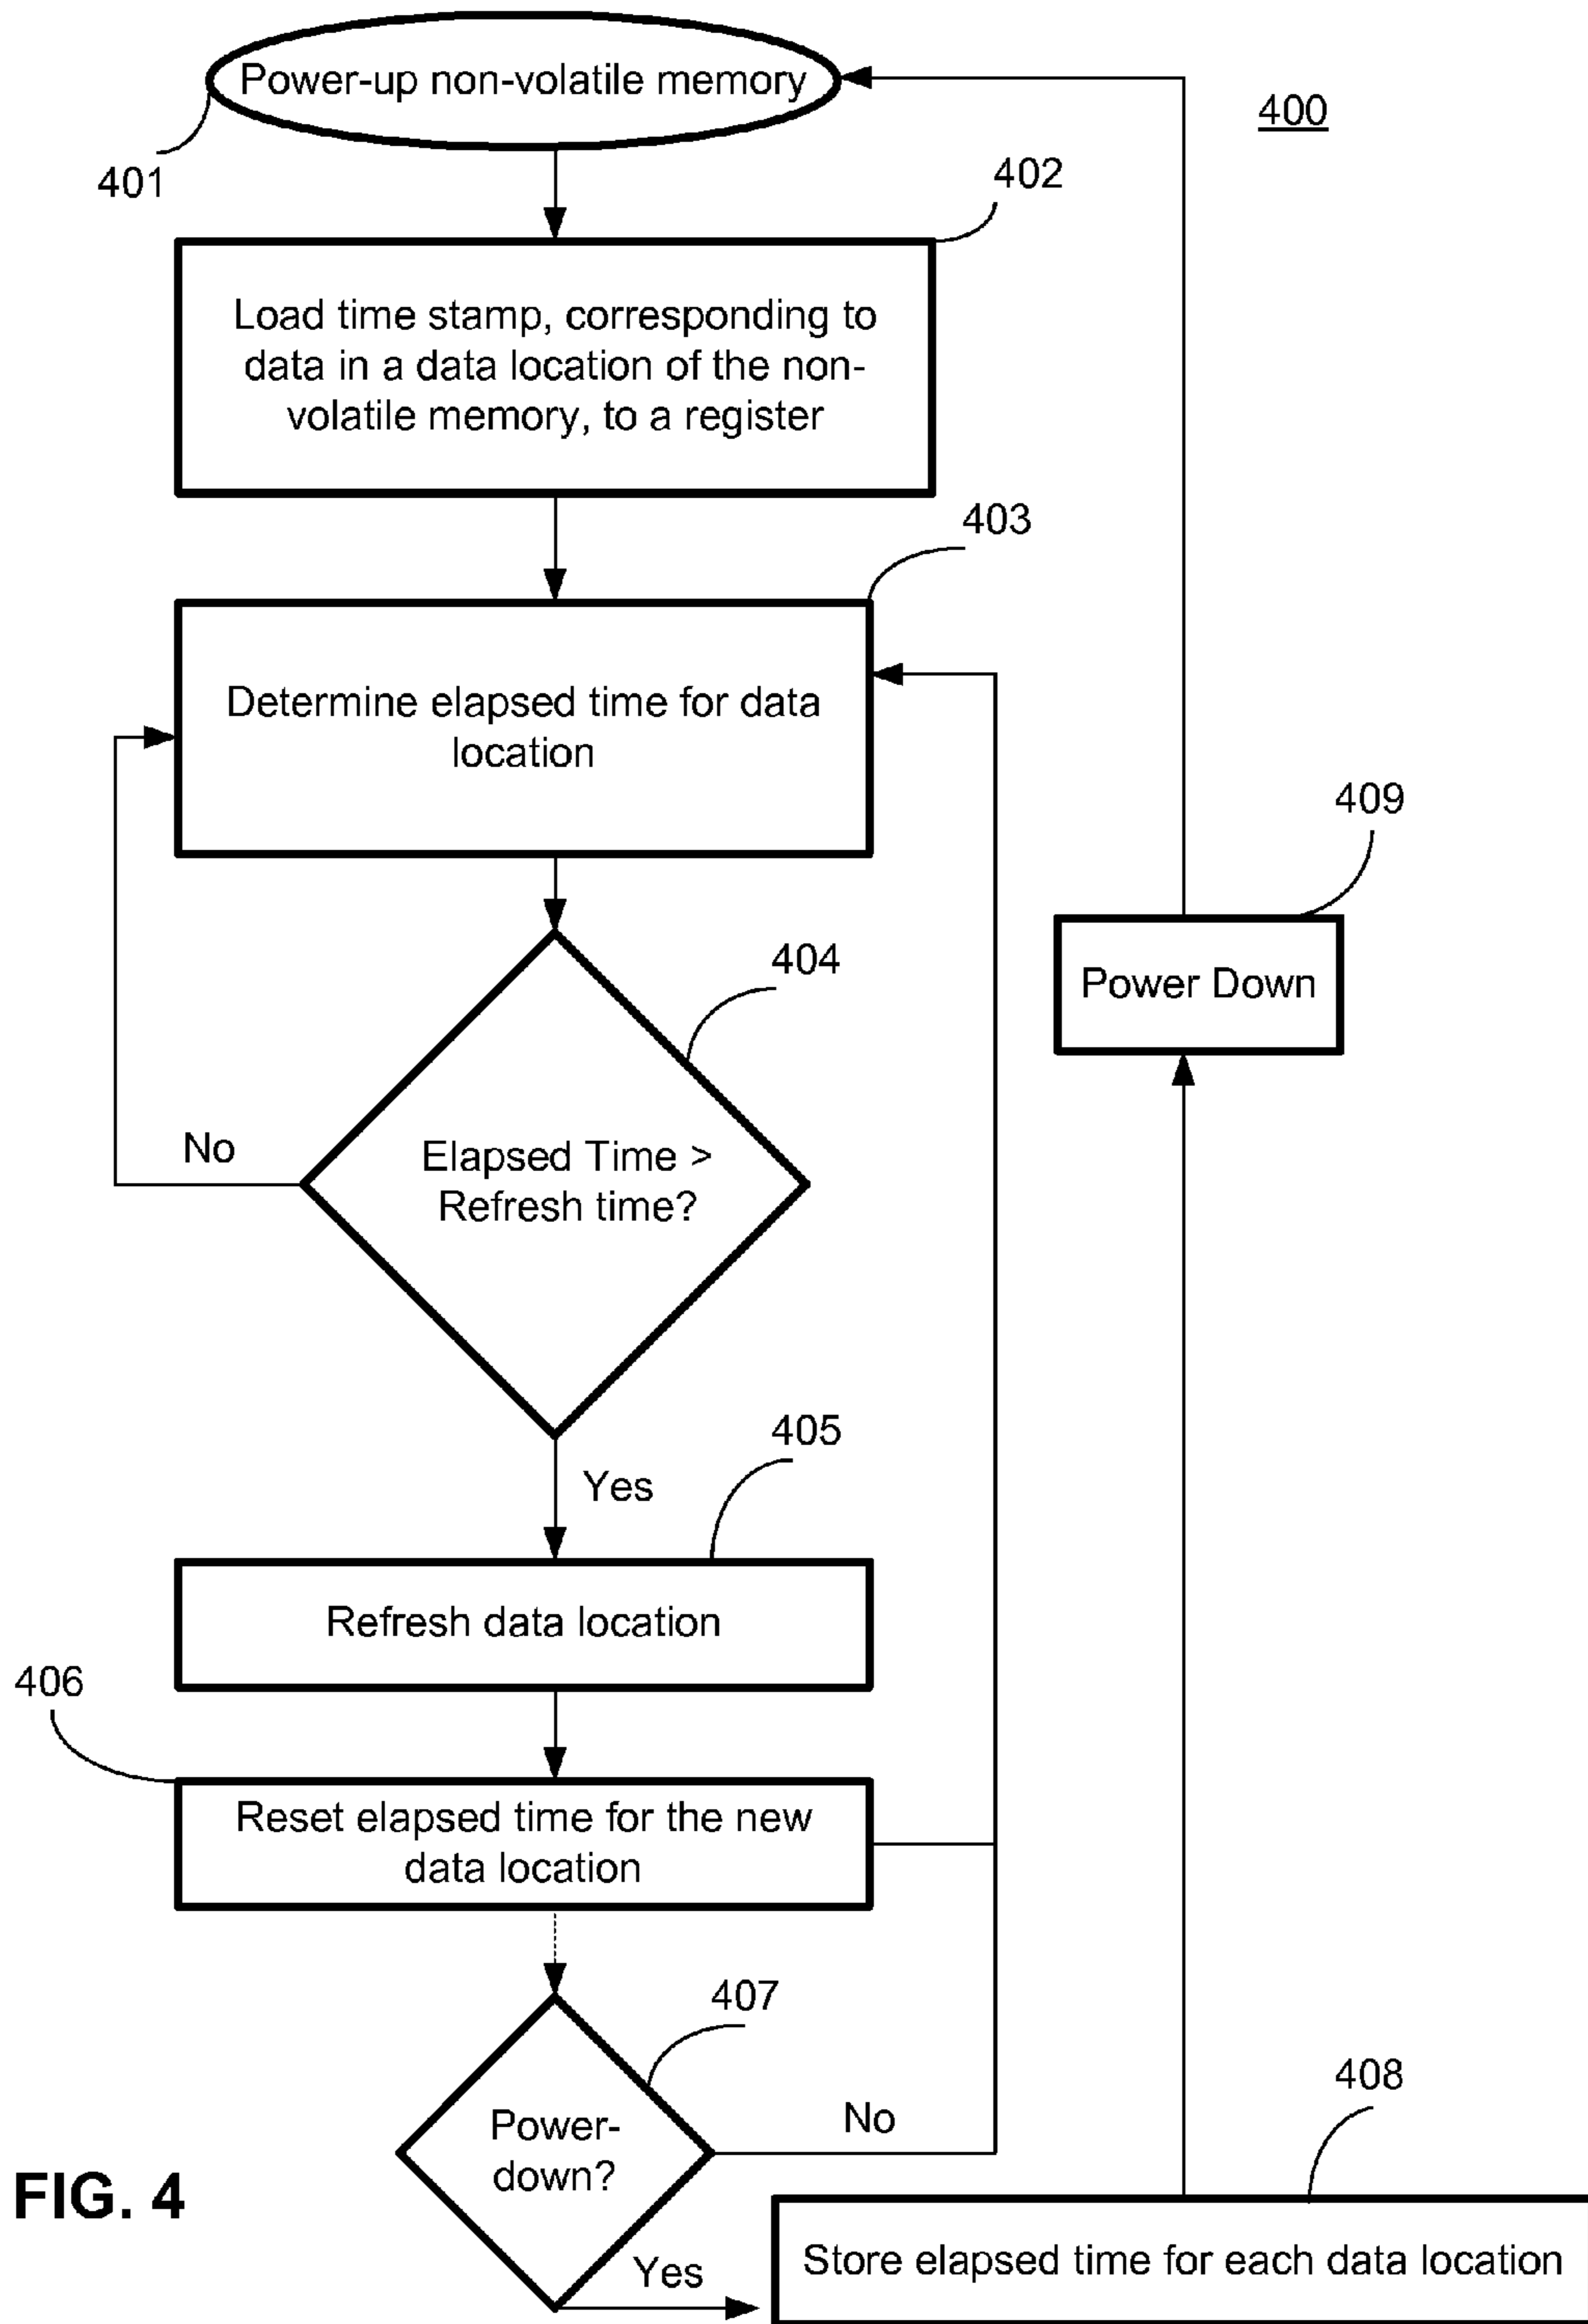 Power-up non-volatile memory
400
401
402
Load time stamp, corresponding to
data in a data location of the non-
volatile memory, to a register
403
Determine elapsed time for data
location
409
Power Down
404
Elapsed Time >
Refresh time?
No
Yes
405
Refresh data location
406
Reset elapsed time for the new
data location
407
Power-
down?
No
408
Yes
Store elapsed time for each data location
FIG. 4